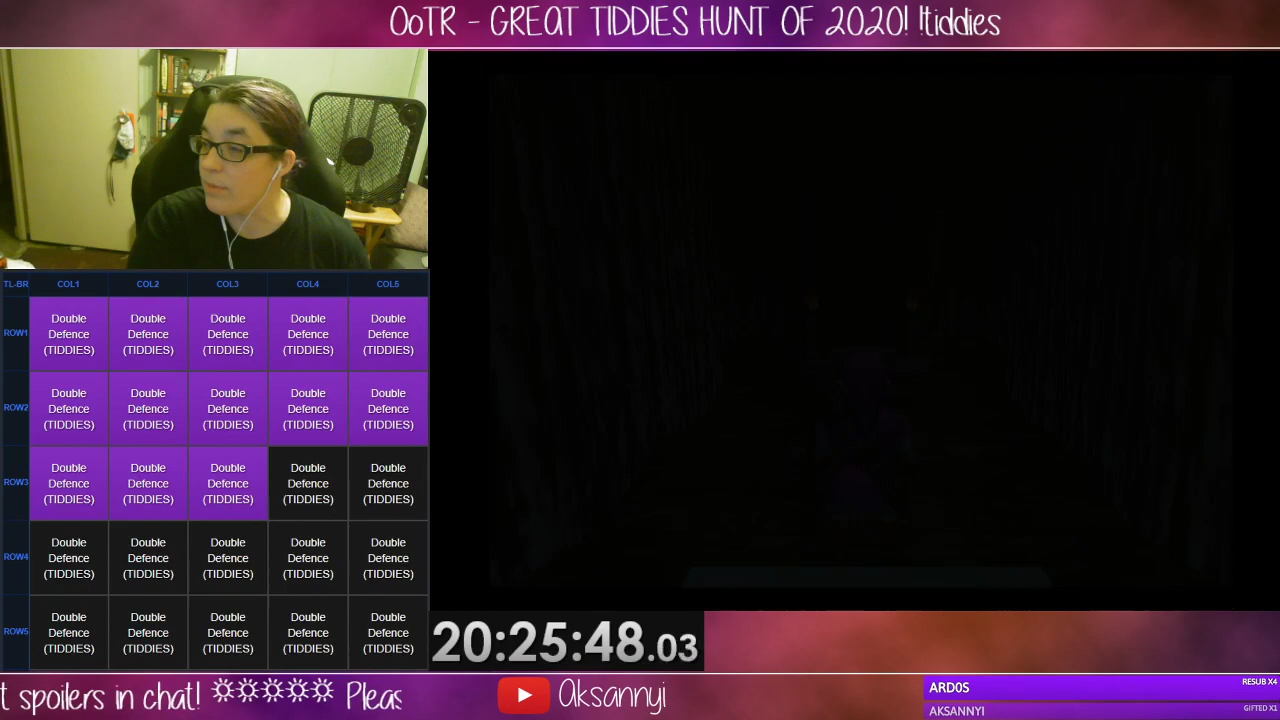 OoTR - GREAT TIDDIES HUNT OF 2020! !tiddies
TL-BR COL1 COL2 COL3 COL4 COL5
ROW1 Double Defence (TIDDIES) Double Defence (TIDDIES) Double Defence (TIDDIES) Double Defence (TIDDIES) Double Defence (TIDDIES)
ROW2 Double Defence (TIDDIES) Double Defence (TIDDIES) Double Defence (TIDDIES) Double Defence (TIDDIES) Double Defence (TIDDIES)
ROW3 Double Defence (TIDDIES) Double Defence (TIDDIES) Double Defence (TIDDIES) Double Defence (TIDDIES) Double Defence (TIDDIES)
ROW4 Double Defence (TIDDIES) Double Defence (TIDDIES) Double Defence (TIDDIES) Double Defence (TIDDIES) Double Defence (TIDDIES)
ROW5 Double Defence (TIDDIES) Double Defence (TIDDIES) Double Defence (TIDDIES) Double Defence (TIDDIES) Double Defence (TIDDIES)
20:25:48.03
t spoilers in chat! ☼☼☼☼☼ Pleas
Aksannyi
ARD0S RESUB X4
AKSANNYI GIFTED X1